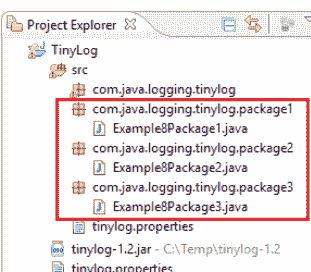 Project Explorer
TinyLog
src
com.java.logging.tinylog
com.java.logging.tinylog.package1
Example8Package1.java
com.java.logging.tinylog.package2
Example8Package2.java
com.java.logging.tinylog.package3
Example8Package3.java
tinylog.properties
tinylog-1.2.jar - C:\Temp\tinylog-1.2
tinylog.properties